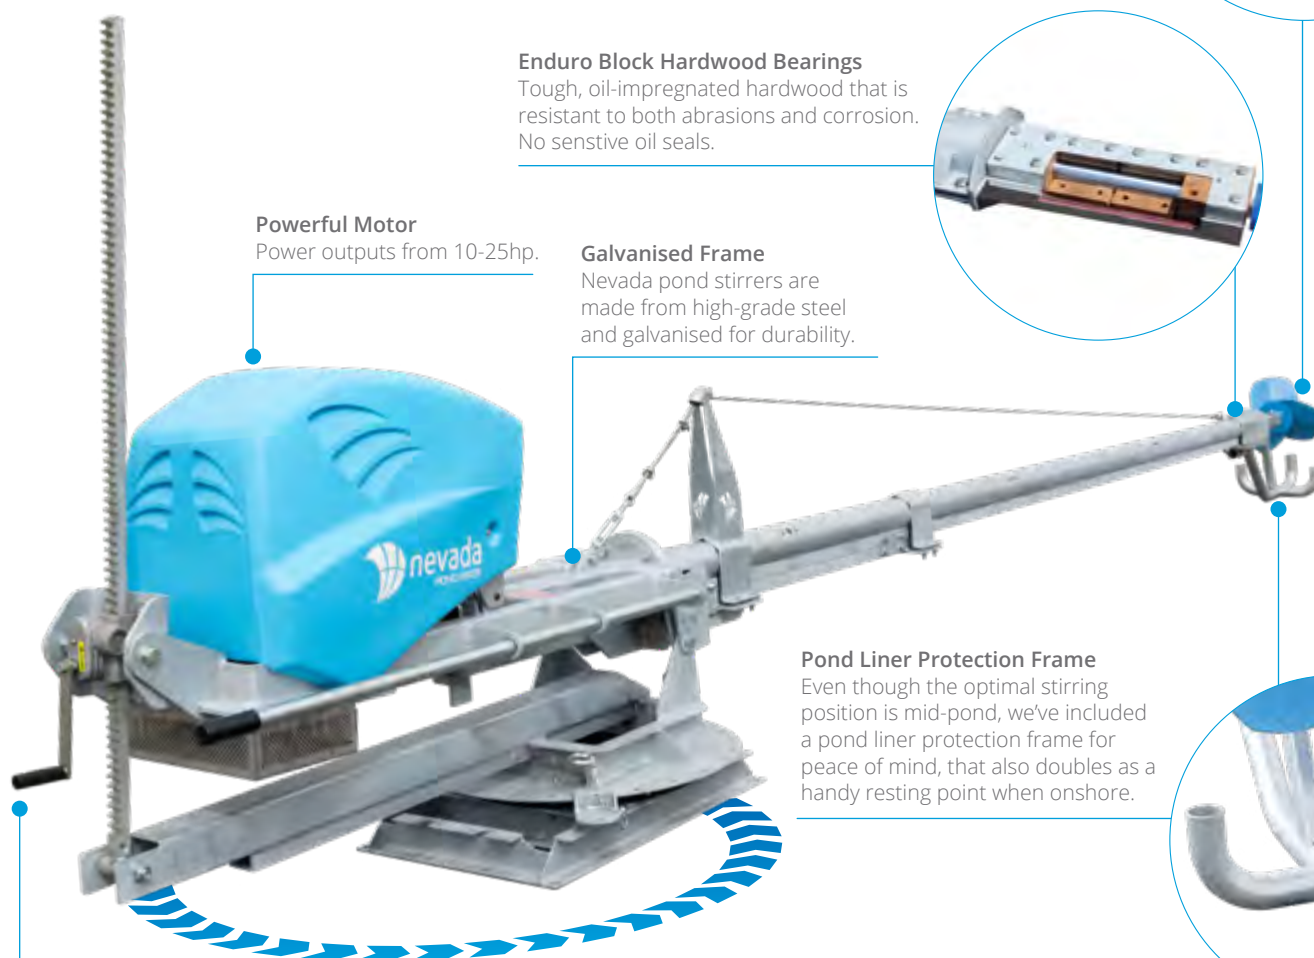 Enduro Block Hardwood Bearings
Tough, oil-impregnated hardwood that is
resistant to both abrasions and corrosion.
No senstive oil seals.
Powerful Motor
Power outputs from 10-25hp.
Galvanised Frame
Nevada pond stirrers are
made from high-grade steel
and galvanised for durability.
nevada
Pond Liner Protection Frame
Even though the optimal stirring
position is mid-pond, we’ve included
a pond liner protection frame for
peace of mind, that also doubles as a
handy resting point when onshore.